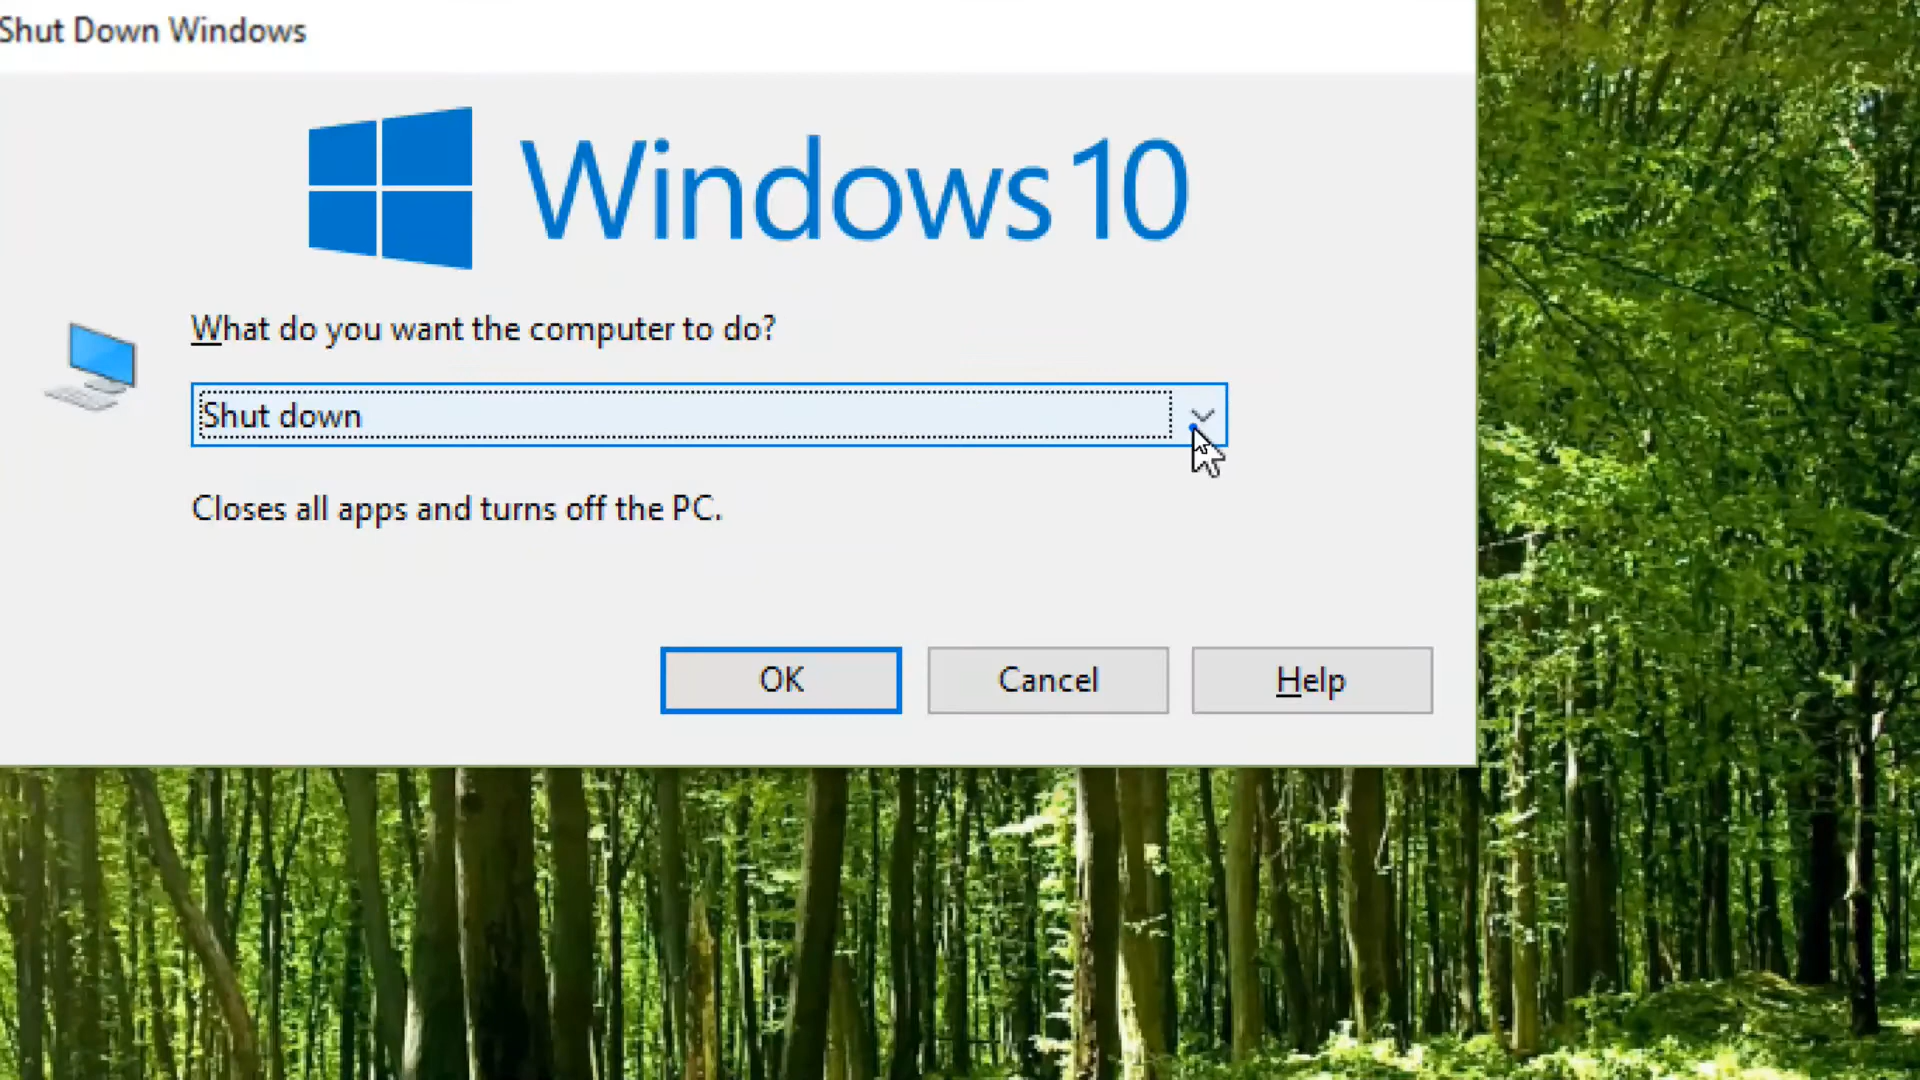 Shut Down Windows
Windows 10
What do you want the computer to do?
Shut down
Closes all apps and turns off the PC.
OK
Cancel
Help